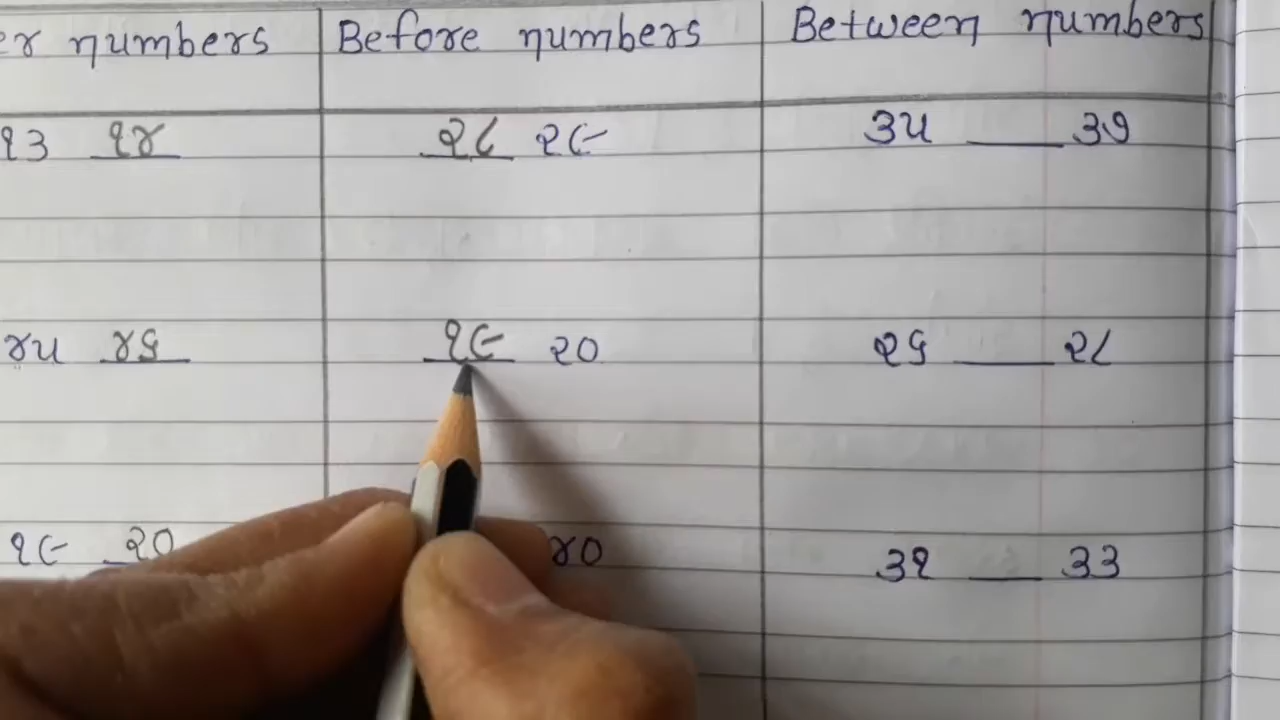 er numbers Before numbers Between numbers
૧૩ ૧૪ ૨૮ ૨૯ ૩૫ ___ ૩૭
૪૫ ૪૬ ૧૯ ૨૦ ૨૬ ___ ૨૮
૧૯ ૨૦ ૪૦ ૩૧ ___ ૩૩